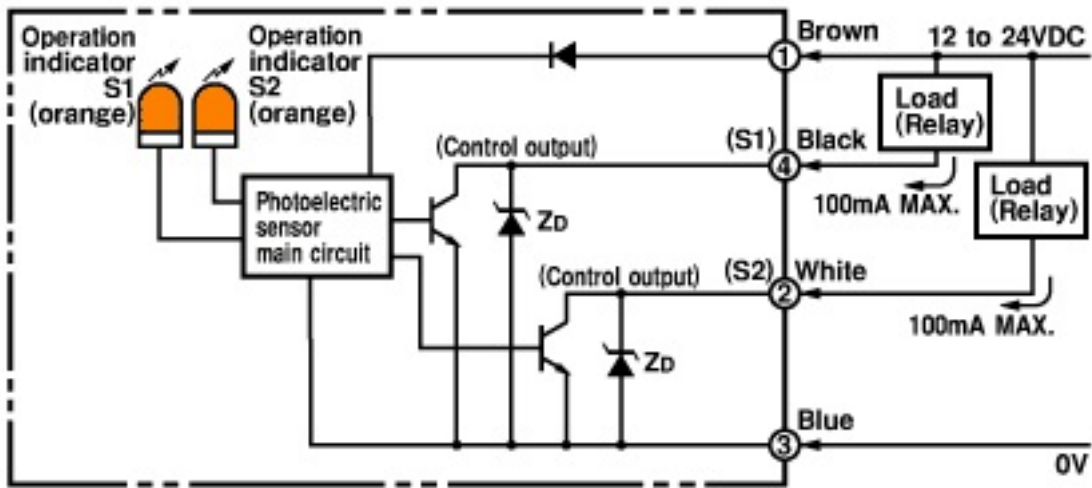 Operation
indicator
S1
(orange)
Operation
indicator
S2
(orange)
Photoelectric
sensor
main circuit
(Control output)
ZD
(Control output)
ZD
1
Brown
12 to 24VDC
Load
(Relay)
(S1)
4
Black
100mA MAX.
Load
(Relay)
(S2)
2
White
100mA MAX.
3
Blue
0V